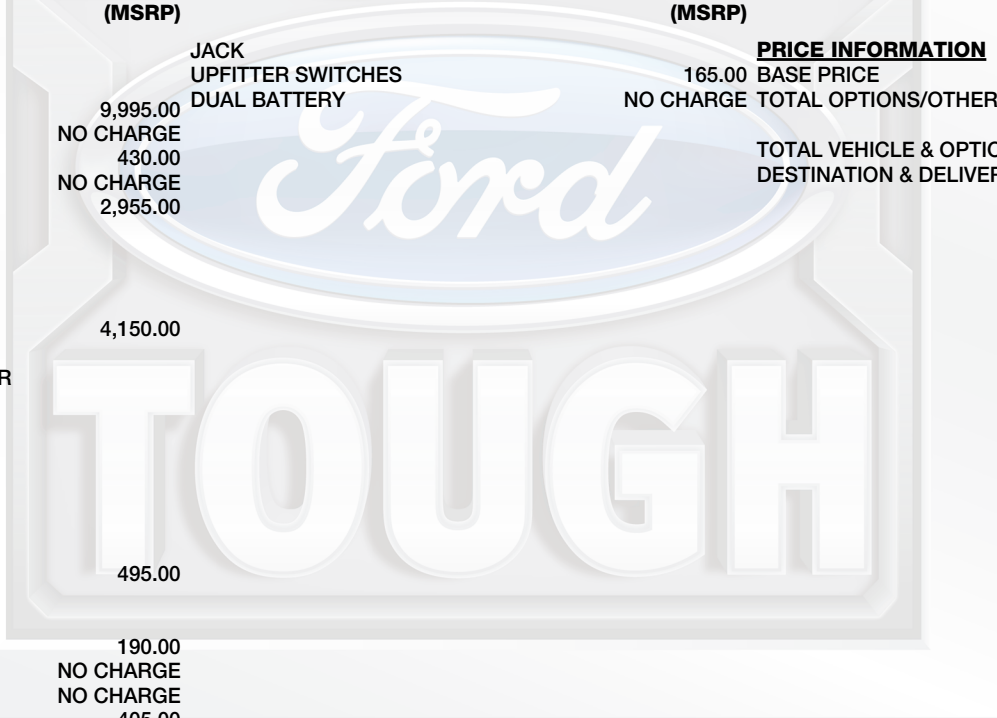 (MSRP)
9,995.00
NO CHARGE
430.00
NO CHARGE
2,955.00
4,150.00
R
495.00
190.00
NO CHARGE
NO CHARGE
JACK
UPFITTER SWITCHES
DUAL BATTERY
(MSRP)
165.00
NO CHARGE
PRICE INFORMATION
BASE PRICE
TOTAL OPTIONS/OTHER
TOTAL VEHICLE & OPTIO
DESTINATION & DELIVER
Ford
TOUGH